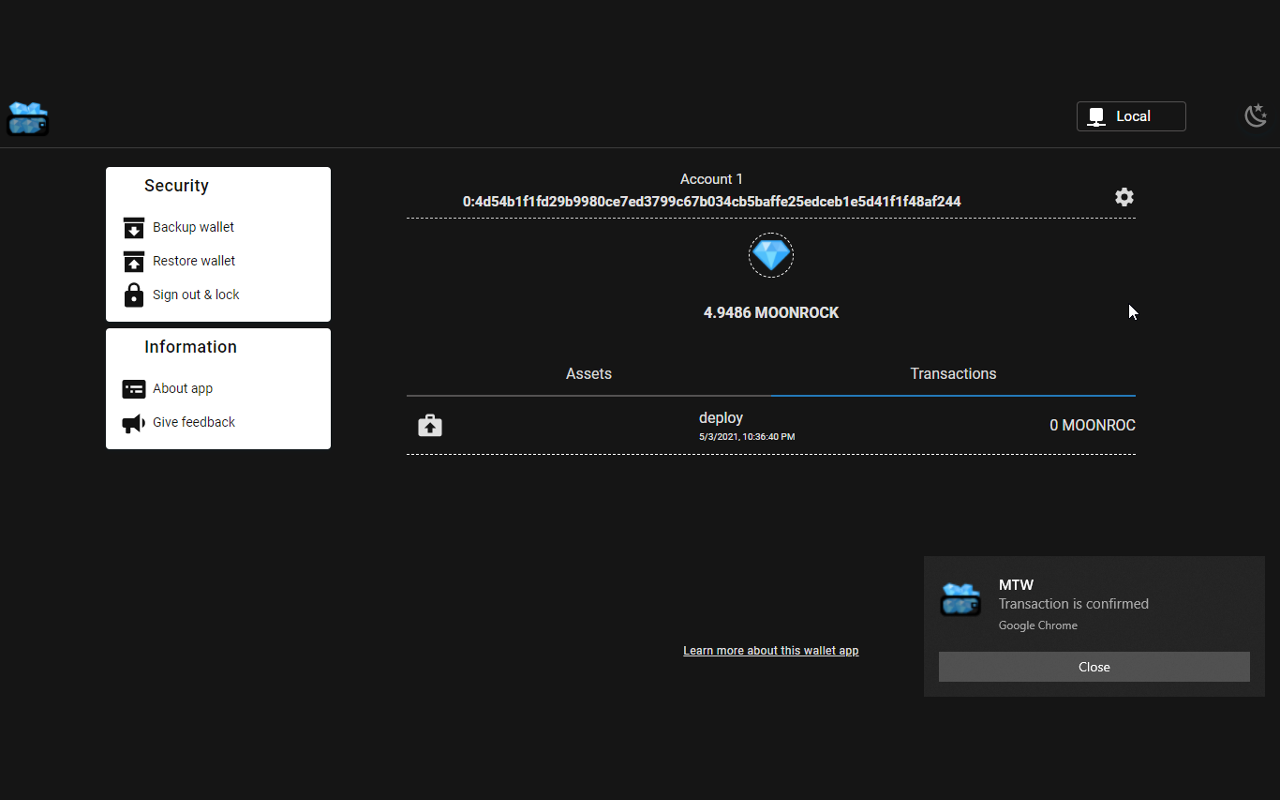 Local
Security
Backup wallet
Restore wallet
Sign out & lock
Information
About app
Give feedback
Account 1
0:4d54b1f1fd29b9980ce7ed3799c67b034cb5baffe25edceb1e5d41f1f48af244
4.9486 MOONROCK
Assets
Transactions
deploy
5/3/2021, 10:36:40 PM
0 MOONROC
Learn more about this wallet app
MTW
Transaction is confirmed
Google Chrome
Close